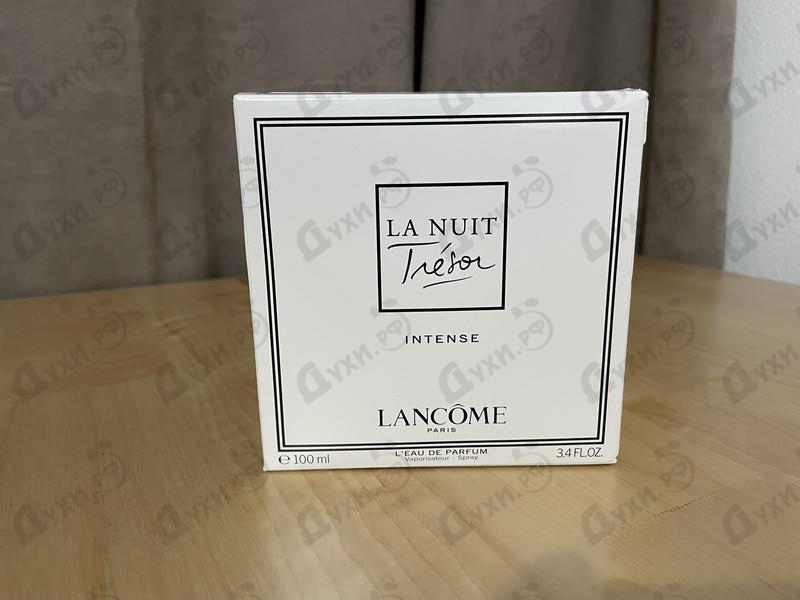 LA NUIT
Trésor
INTENSE
LANCÔME
PARIS
L'EAU DE PARFUM
Vaporisateur - Spray
℮ 100 ml
3.4 FL.OZ.
Духи.рф